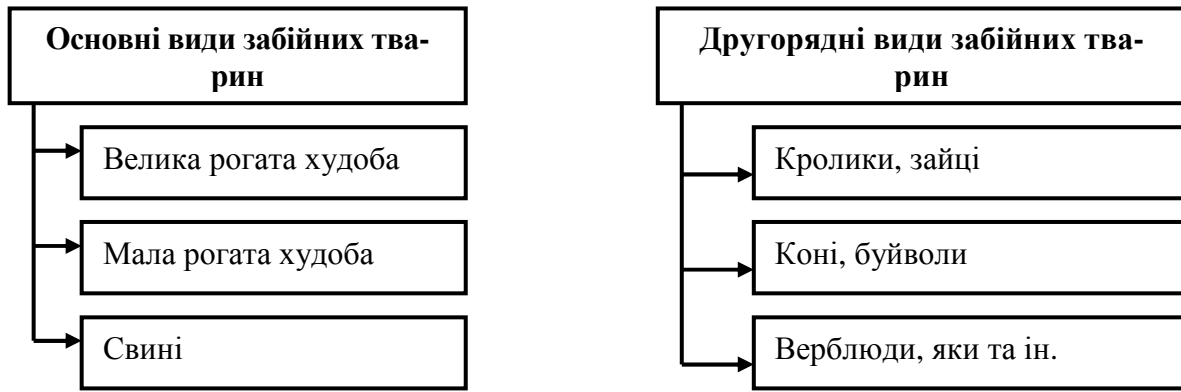 Основні види забійних тва-
рин
Велика рогата худоба
Мала рогата худоба
Свині
Другорядні види забійних тва-
рин
Кролики, зайці
Коні, буйволи
Верблюди, яки та ін.